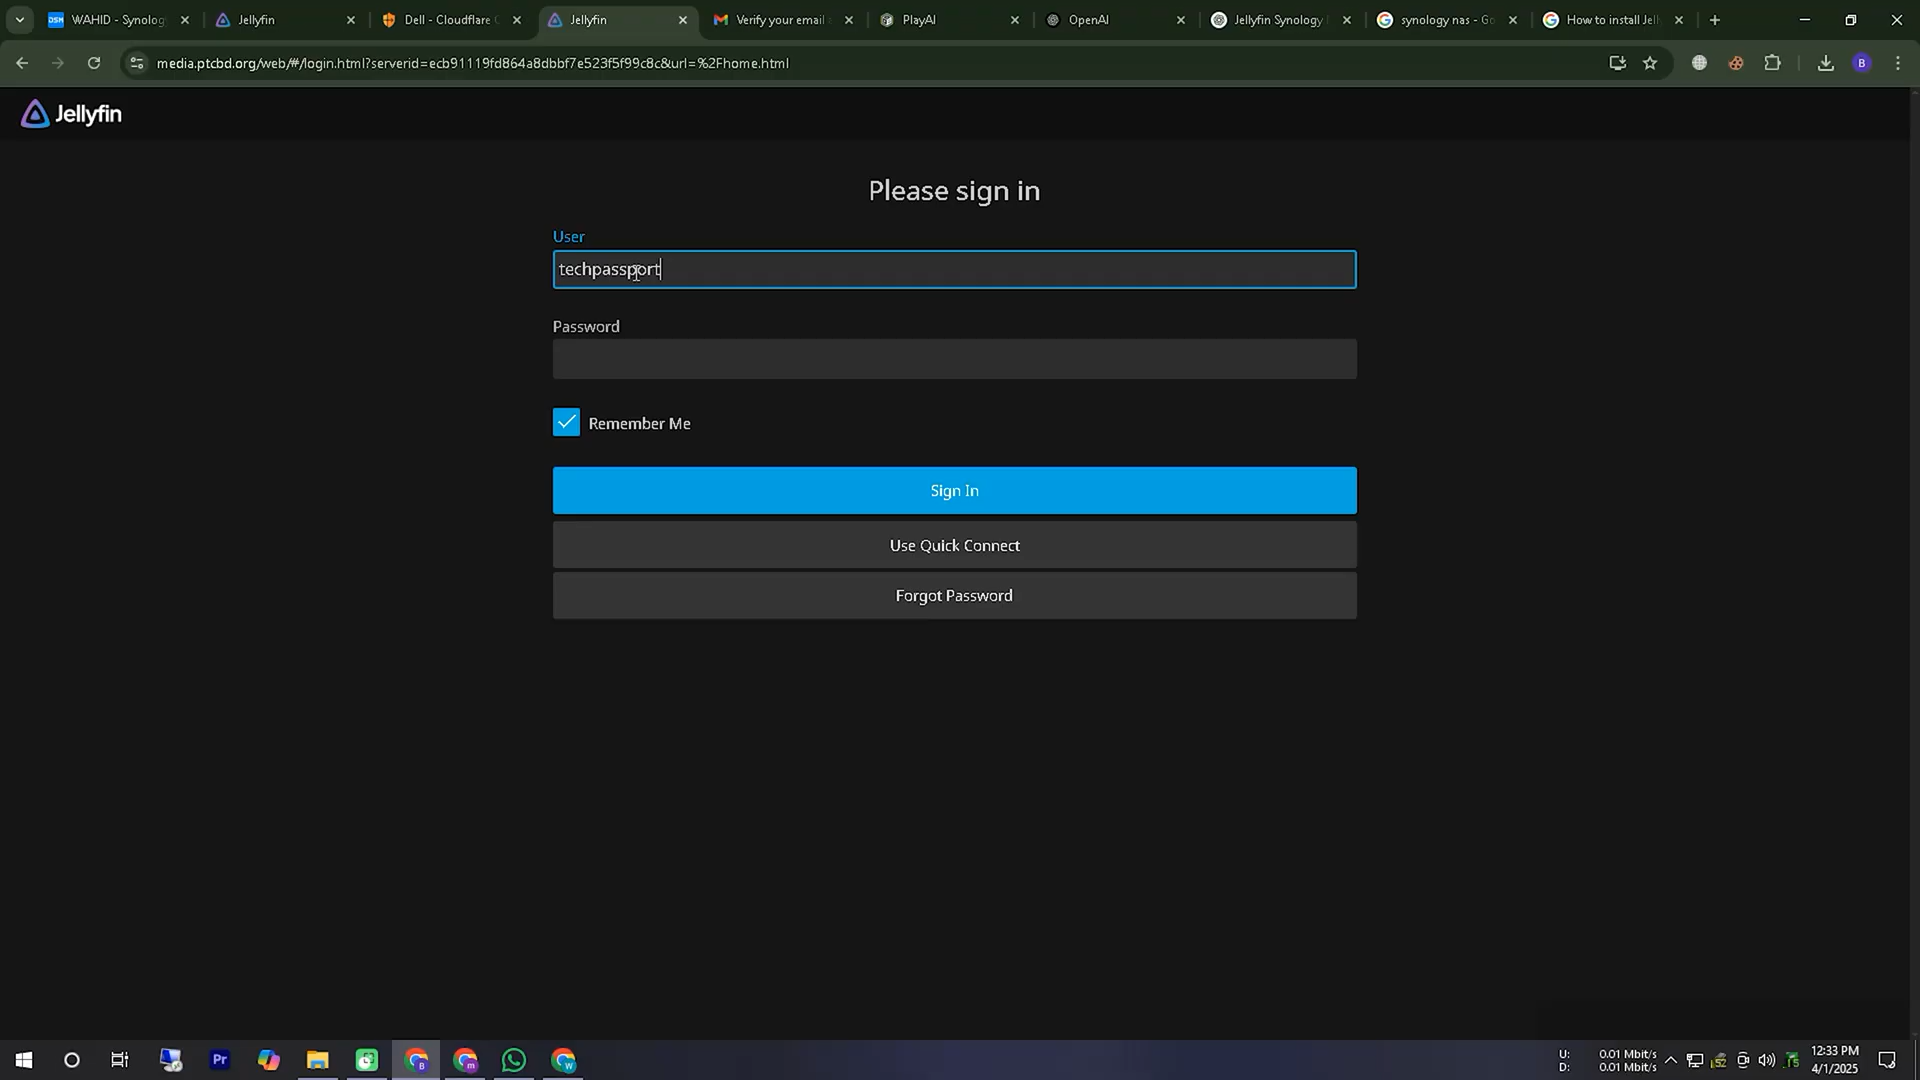 WAHID - Synolog
Jellyfin
Dell - Cloudflare
Jellyfin
Verify your email
PlayAI
OpenAI
Jellyfin Synology
synology nas - Go
How to install Jell
media.ptcbd.org/web/#/login.html?serverid=ecb91119fd864a8dbbf7e523f5f99c8c&url=%2Fhome.html
B
Jellyfin
Please sign in
User
techpassport
Password
Remember Me
Sign In
Use Quick Connect
Forgot Password
U: 0.01 Mbit/s
D: 0.01 Mbit/s
12:33 PM
4/1/2025